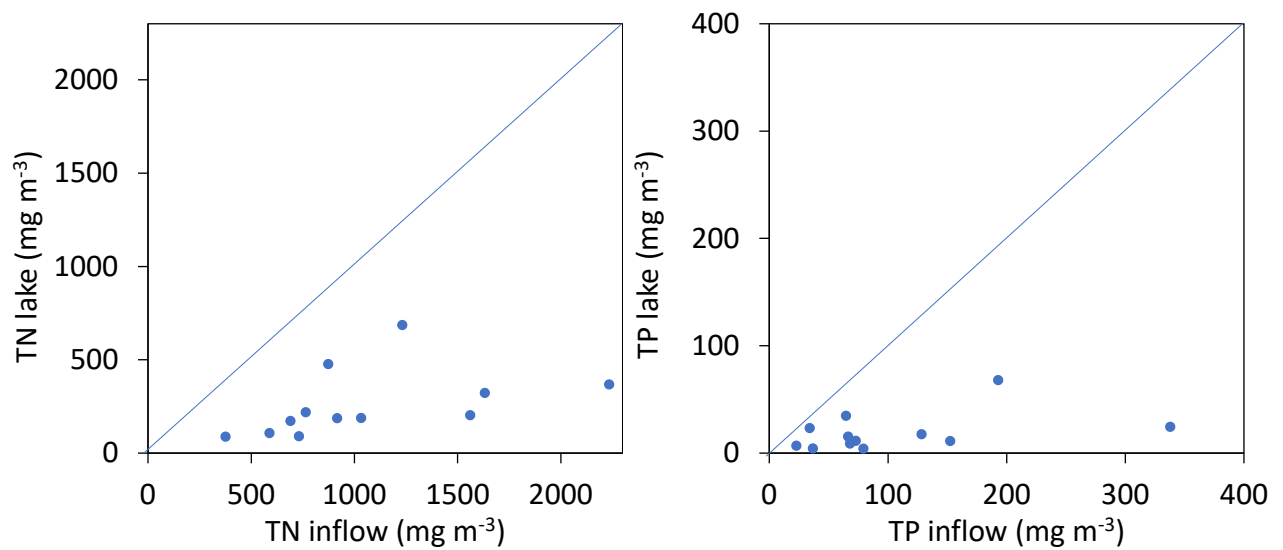 TN lake (mg m-3)
2000
1500
1000
500
0
0 500 1000 1500 2000
TN inflow (mg m-3)
TP lake (mg m-3)
400
300
200
100
0
0 100 200 300 400
TP inflow (mg m-3)